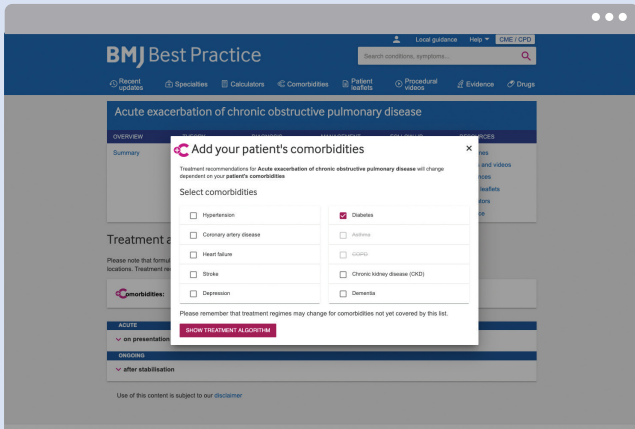 Local guidance Help CME / CPD
BMJ Best Practice
Search conditions, symptoms...
Recent updates Specialties Calculators Comorbidities Patient leaflets Procedural videos Evidence Drugs
Acute exacerbation of chronic obstructive pulmonary disease
OVERVIEW
RESOURCES
Summary
and videos
leaflets
Add your patient's comorbidities
Treatment recommendations for Acute exacerbation of chronic obstructive pulmonary disease will change
dependent on your patient's comorbidities
Select comorbidities
Hypertension Diabetes
Coronary artery disease Asthma
Heart failure COPD
Stroke Chronic kidney disease (CKD)
Depression Dementia
Please remember that treatment regimes may change for comorbidities not yet covered by this list.
SHOW TREATMENT ALGORITHM
Treatment a
Please note that formul
locations. Treatment re
Comorbidities:
ACUTE
on presentation
ONGOING
after stabilisation
Use of this content is subject to our disclaimer